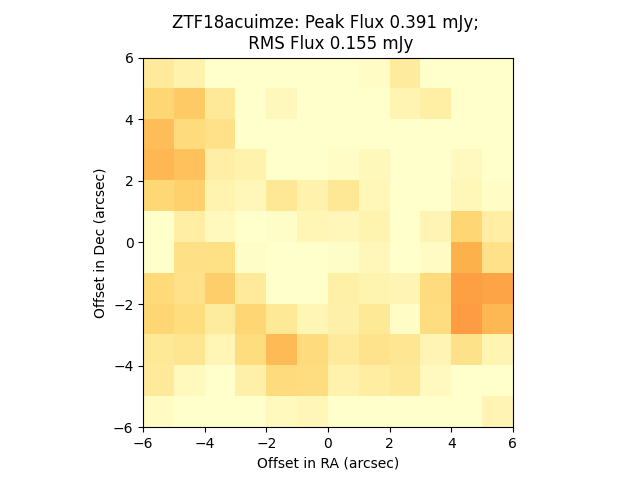 ZTF18acuimze: Peak Flux 0.391 mJy;
RMS Flux 0.155 mJy
6
4
2
0
−2
−4
−6
Offset in Dec (arcsec)
−6 −4 −2 0 2 4 6
Offset in RA (arcsec)